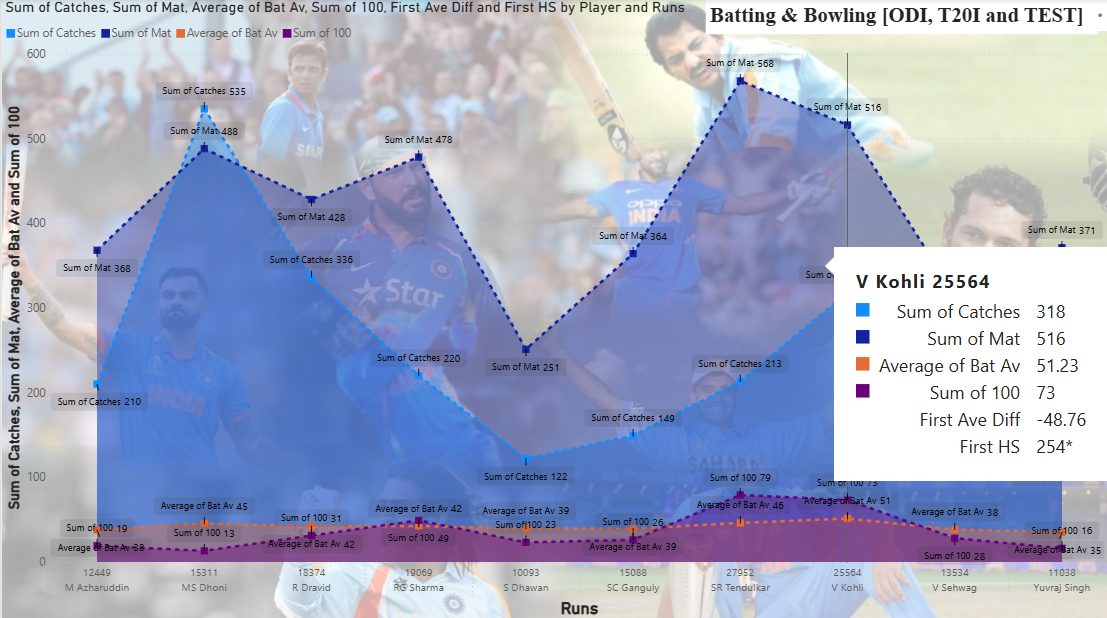 Sum of Catches, Sum of Mat, Average of Bat Av, Sum of 100, First Ave Diff and First HS by Player and Runs
Batting & Bowling [ODI, T20I and TEST]
Sum of Catches Sum of Mat Average of Bat Av Sum of 100
Sum of Catches, Sum of Mat, Average of Bat Av and Sum of 100
600
500
400
300
200
100
0
Sum of Mat 568
Sum of Catches 535
Sum of Mat 516
Sum of Mat 488
Sum of Mat 478
Sum of Mat 428
Sum of Mat 364
Sum of Mat 371
Sum of Mat 368
Sum of Catches 336
Sum o
Star
oppo
INDIA
INDIA
SAHARA
V Kohli 25564
Sum of Catches 318
Sum of Mat 516
Average of Bat Av 51.23
Sum of 100 73
First Ave Diff -48.76
First HS 254*
Sum of Catches 220
Sum of Mat 251
Sum of Catches 213
Sum of Catches 210
Sum of Catches 149
Sum of Catches 122
Sum of 100 79
Sum of 100 73
Average of Bat Av 45
Average of Bat Av 42
Average of Bat Av 39
Average of Bat Av 46
Average of Bat Av 51
Average of Bat Av 38
Sum of 100 19
Sum of 100 13
Sum of 100 31
Sum of 100 49
Sum of 100 23
Sum of 100 26
Sum of 100 16
Average of Bat Av 38
Average of Bat Av 42
Average of Bat Av 39
Sum of 100 28
Average of Bat Av 35
12449 15311 18374 19069 10093 15088 27952 25564 13534 11038
M Azharuddin MS Dhoni R Dravid RG Sharma S Dhawan SC Ganguly SR Tendulkar V Kohli V Sehwag Yuvraj Singh
Runs